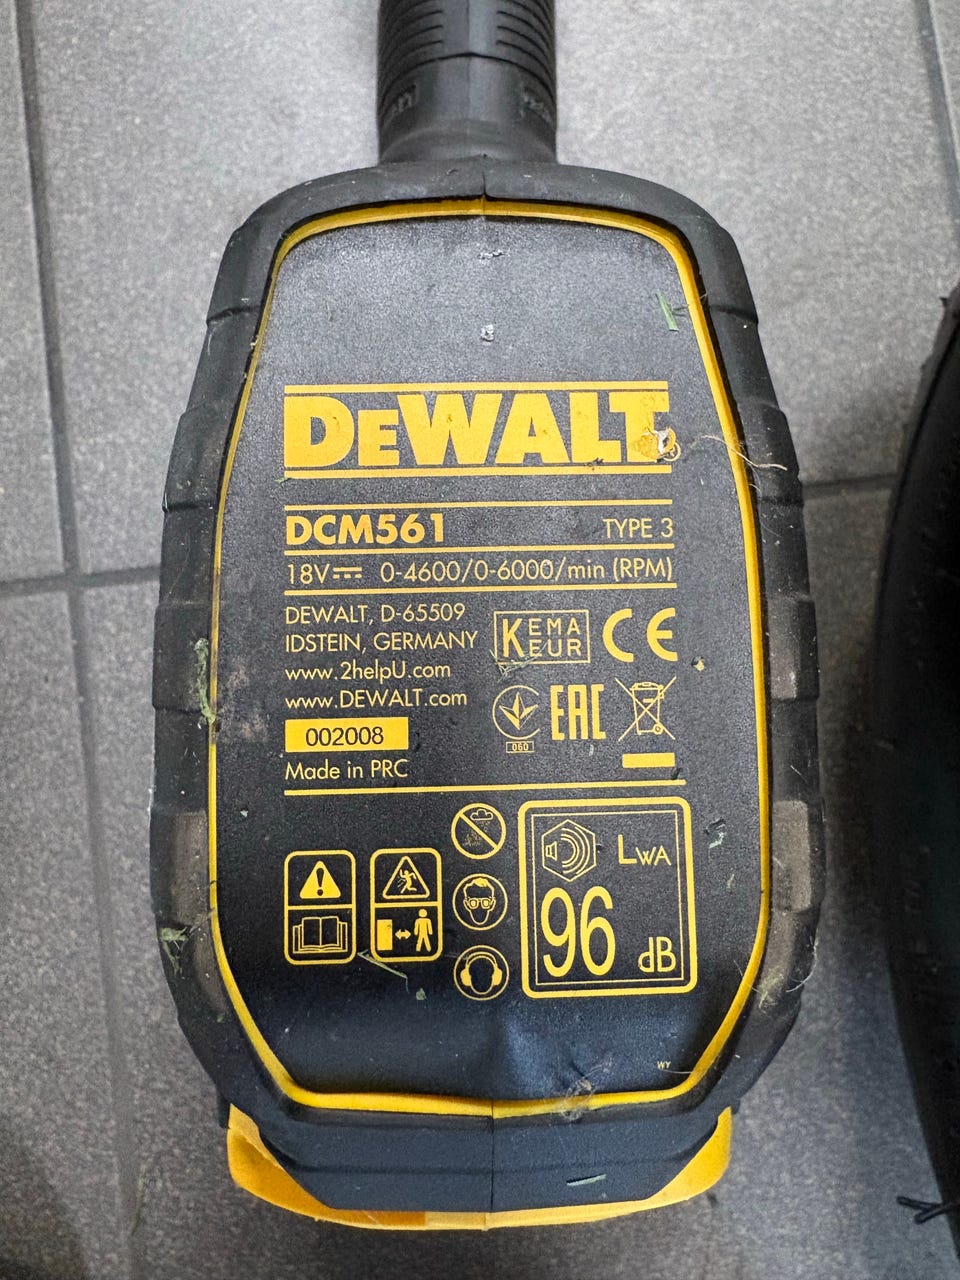 DEWALT®
DCM561 TYPE 3
18V 0-4600/0-6000/min (RPM)
DEWALT, D-65509
IDSTEIN, GERMANY
www.2helpU.com
www.DEWALT.com
KEMA
KEUR
CE
060
EAC
002008
Made in PRC
LWA
96 dB
WY